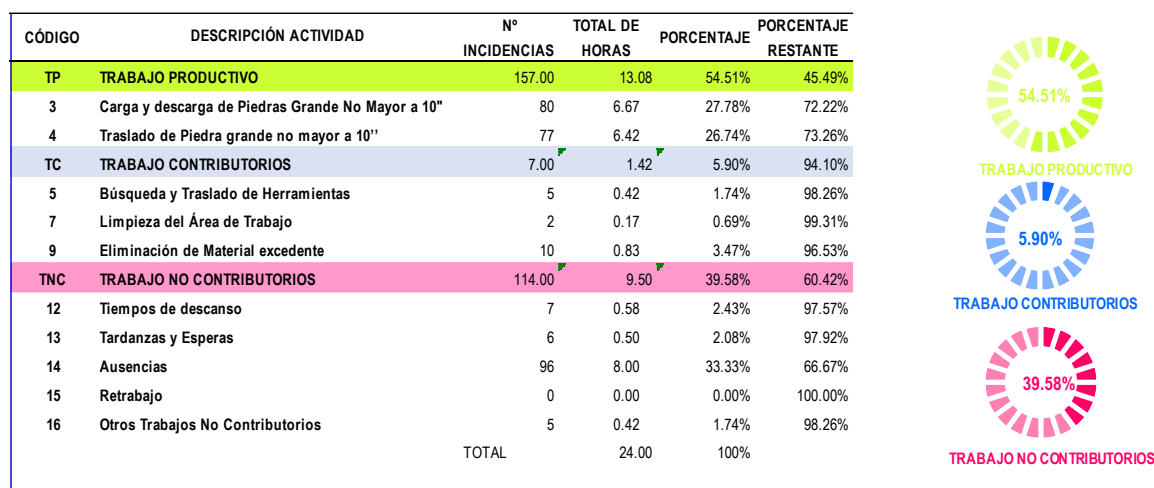 CÓDIGO DESCRIPCIÓN ACTIVIDAD Nº INCIDENCIAS TOTAL DE HORAS PORCENTAJE PORCENTAJE RESTANTE
TP TRABAJO PRODUCTIVO 157.00 13.08 54.51% 45.49%
3 Carga y descarga de Piedras Grande No Mayor a 10" 80 6.67 27.78% 72.22%
4 Traslado de Piedra grande no mayor a 10’’ 77 6.42 26.74% 73.26%
TC TRABAJO CONTRIBUTORIOS 7.00 1.42 5.90% 94.10%
5 Búsqueda y Traslado de Herramientas 5 0.42 1.74% 98.26%
7 Limpieza del Área de Trabajo 2 0.17 0.69% 99.31%
9 Eliminación de Material excedente 10 0.83 3.47% 96.53%
TNC TRABAJO NO CONTRIBUTORIOS 114.00 9.50 39.58% 60.42%
12 Tiempos de descanso 7 0.58 2.43% 97.57%
13 Tardanzas y Esperas 6 0.50 2.08% 97.92%
14 Ausencias 96 8.00 33.33% 66.67%
15 Retrabajo 0 0.00 0.00% 100.00%
16 Otros Trabajos No Contributorios 5 0.42 1.74% 98.26%
TOTAL 24.00 100%
54.51%
TRABAJO PRODUCTIVO
5.90%
TRABAJO CONTRIBUTORIOS
39.58%
TRABAJO NO CONTRIBUTORIOS